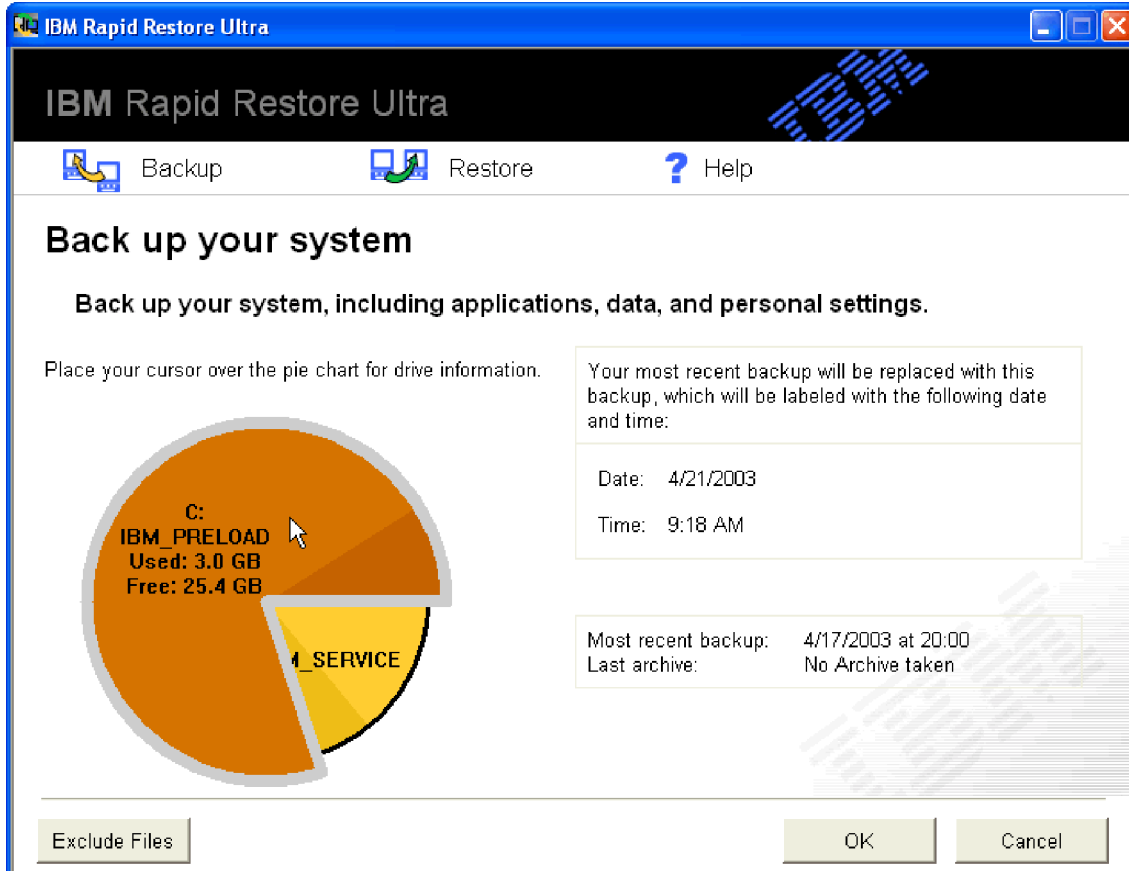 IBM Rapid Restore Ultra
IBM Rapid Restore Ultra
IBM
Backup
Restore
? Help
Back up your system
Back up your system, including applications, data, and personal settings.
Place your cursor over the pie chart for drive information.
C:
IBM_PRELOAD
Used: 3.0 GB
Free: 25.4 GB
M_SERVICE
Your most recent backup will be replaced with this
backup, which will be labeled with the following date
and time:
Date: 4/21/2003
Time: 9:18 AM
Most recent backup: 4/17/2003 at 20:00
Last archive: No Archive taken
IBM
Exclude Files
OK
Cancel